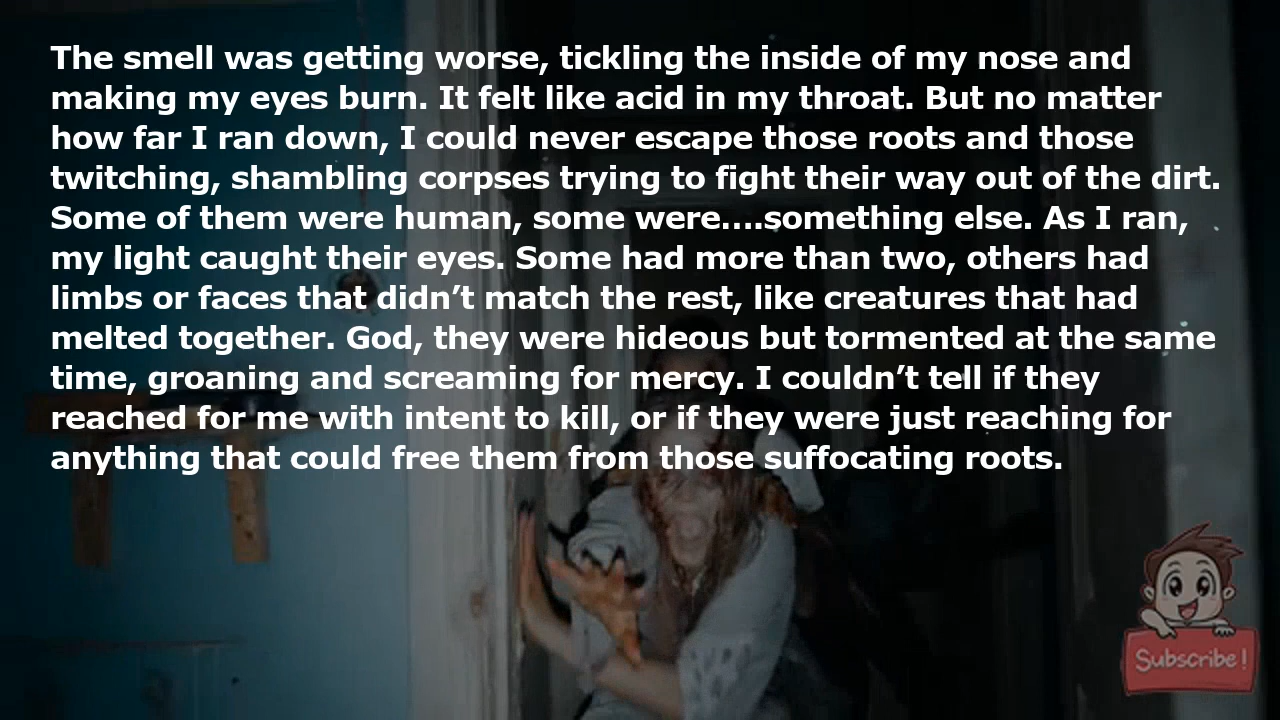 The smell was getting worse, tickling the inside of my nose and
making my eyes burn. It felt like acid in my throat. But no matter
how far I ran down, I could never escape those roots and those
twitching, shambling corpses trying to fight their way out of the dirt.
Some of them were human, some were....something else. As I ran,
my light caught their eyes. Some had more than two, others had
limbs or faces that didn’t match the rest, like creatures that had
melted together. God, they were hideous but tormented at the same
time, groaning and screaming for mercy. I couldn’t tell if they
reached for me with intent to kill, or if they were just reaching for
anything that could free them from those suffocating roots.
Subscribe!